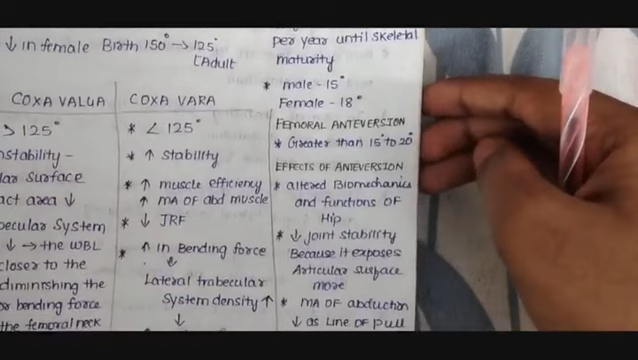 ↓ in female Birth 150° → 125°
(Adult
COXA VALGA
> 125°
nstability -
lar surface
act area ↓
ecular System
↓ → the WBL
closer to the
diminishing the
or bending force
the femoral neck
COXA VARA
* < 125°
* ↑ stability
* ↑ muscle efficiency
↑ MA OF abd muscle
* ↓ JRF
* ↑ in Bending force
↓
Lateral trabecular
System density ↑
↓
per year until skeletal
maturity
* male - 15°
Female - 18°
FEMORAL ANTEVERSION
* Greater than 15° to 20°
EFFECTS OF ANTEVERSION
* altered Biomechanics
and functions OF
Hip
* ↓ joint stability
Because it exposes
Articular surface
more
* MA OF abduction
↓ as Line OF pull